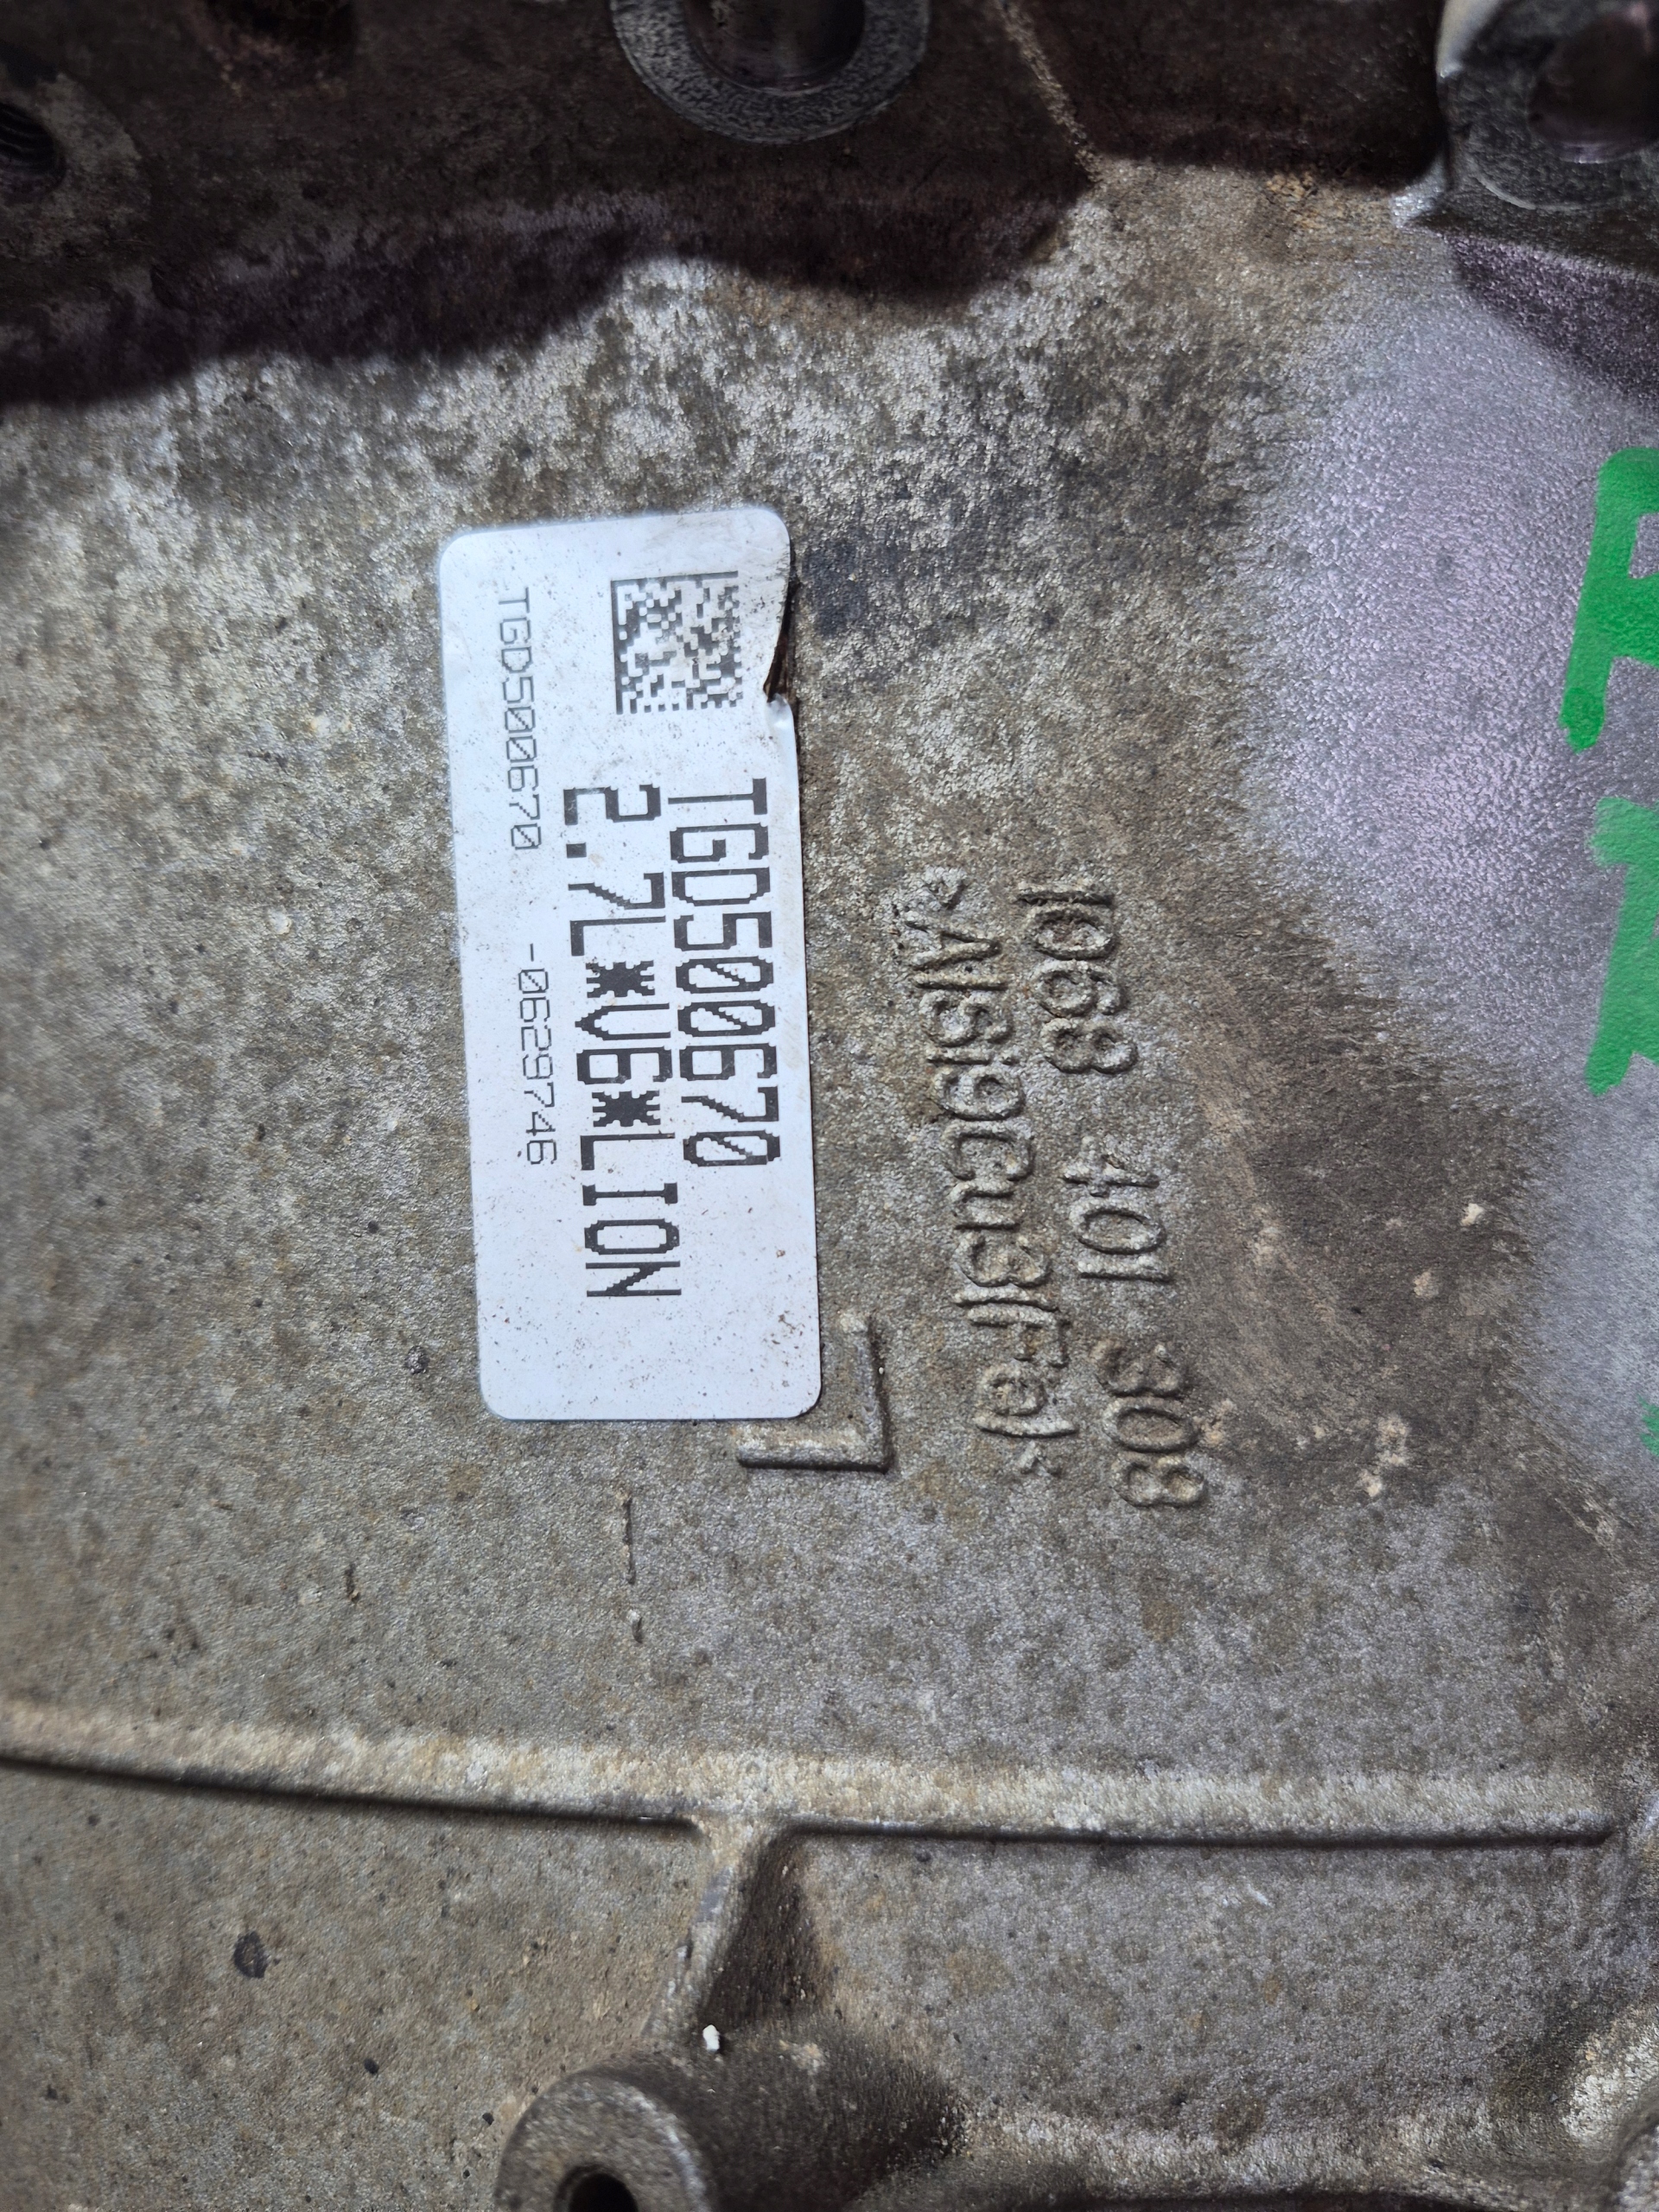 1068 401 308
>AlSi9Cu3(Fe)<
TGD500670
2.7L*V6*LION
TGD500670 -0629746